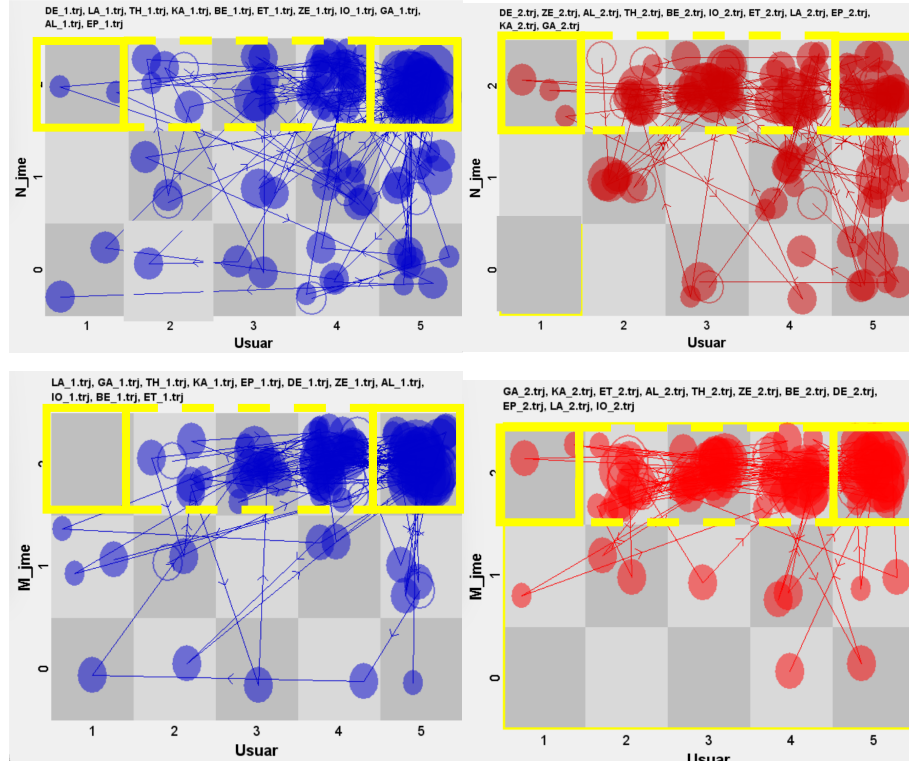 DE_1.trj, LA_1.trj, TH_1.trj, KA_1.trj, BE_1.trj, ET_1.trj, ZE_1.trj, IO_1.trj, GA_1.trj,
AL_1.trj, EP_1.trj
N_jme
2
1
0
1 2 3 4 5
Usuar
DE_2.trj, ZE_2.trj, AL_2.trj, TH_2.trj, BE_2.trj, IO_2.trj, ET_2.trj, LA_2.trj, EP_2.trj,
KA_2.trj, GA_2.trj
N_jme
2
1
0
1 2 3 4 5
Usuar
LA_1.trj, GA_1.trj, TH_1.trj, KA_1.trj, EP_1.trj, DE_1.trj, ZE_1.trj, AL_1.trj,
IO_1.trj, BE_1.trj, ET_1.trj
M_jme
2
1
0
1 2 3 4 5
Usuar
GA_2.trj, KA_2.trj, ET_2.trj, AL_2.trj, TH_2.trj, ZE_2.trj, BE_2.trj, DE_2.trj,
EP_2.trj, LA_2.trj, IO_2.trj
M_jme
2
1
0
1 2 3 4 5
Usuar